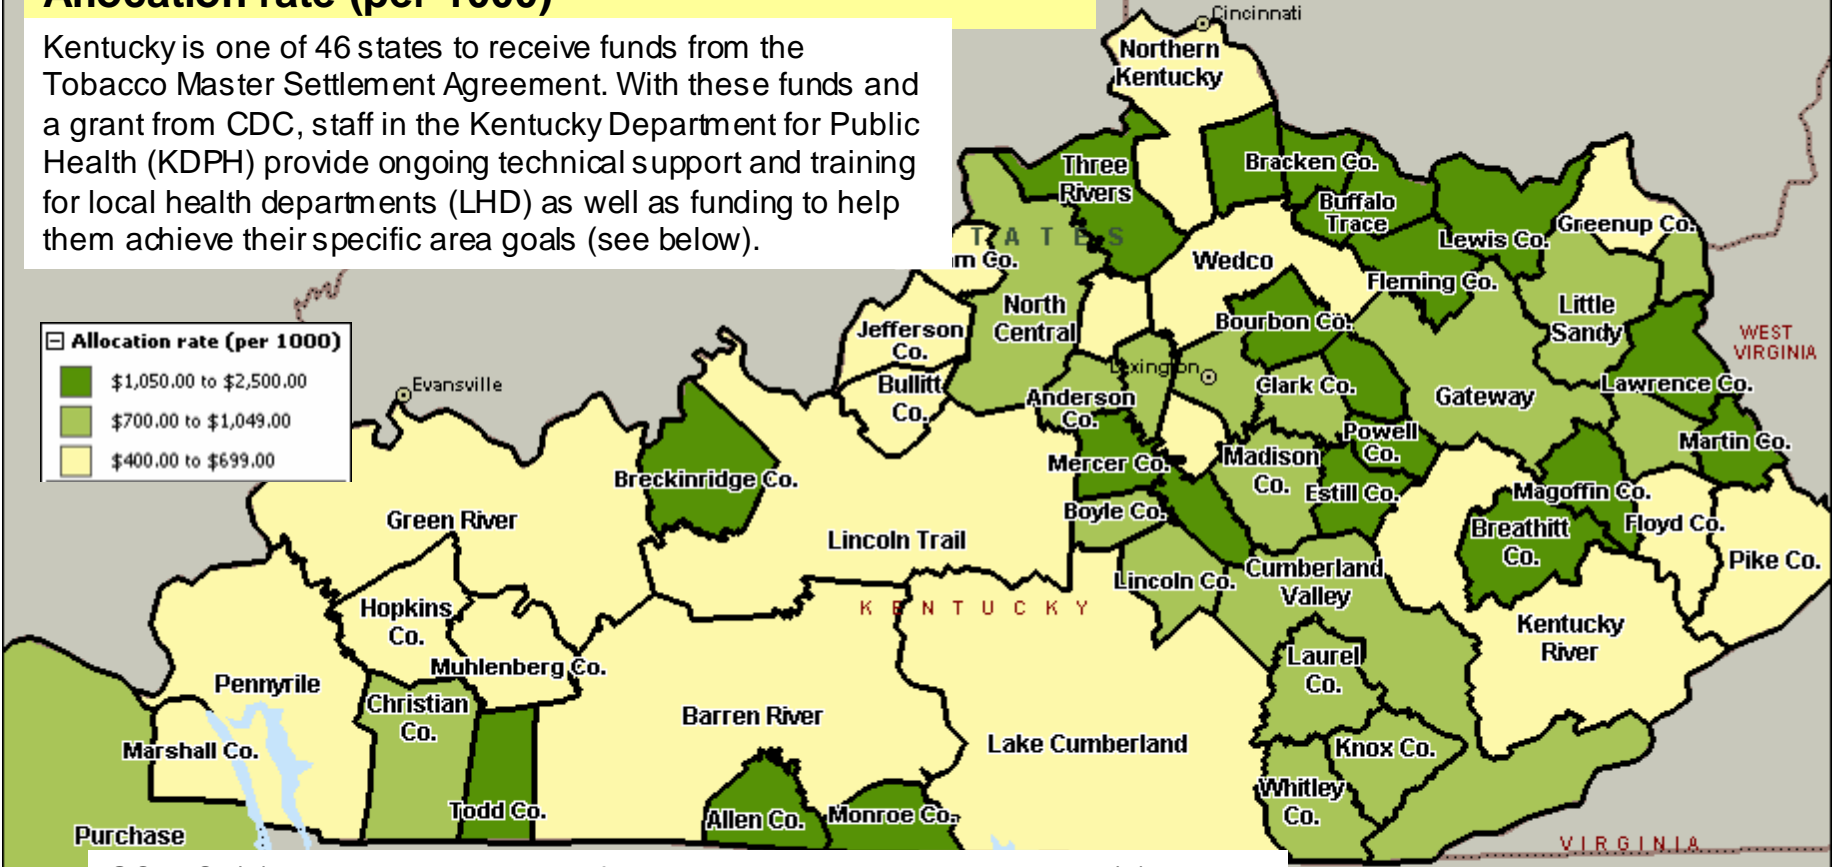 Allocation rate (per 1000)
Kentucky is one of 46 states to receive funds from the
Tobacco Master Settlement Agreement. With these funds and
a grant from CDC, staff in the Kentucky Department for Public
Health (KDPH) provide ongoing technical support and training
for local health departments (LHD) as well as funding to help
them achieve their specific area goals (see below).
Cincinnati
Northern
Kentucky
Three
Rivers
Bracken Co.
Buffalo
Trace
Lewis Co.
Greenup Co.
TATES
m Co.
Wedco
Fleming Co.
North
Central
Little
Sandy
Jefferson
Co.
Bourbon Co.
WEST
VIRGINIA
Allocation rate (per 1000)
$1,050.00 to $2,500.00
$700.00 to $1,049.00
$400.00 to $699.00
Evansville
Bullitt
Co.
Lexington
Anderson
Co.
Clark Co.
Gateway
Lawrence Co.
Powell
Co.
Martin Co.
Breckinridge Co.
Mercer Co.
Madison
Co.
Estill Co.
Magoffin Co.
Boyle Co.
Breathitt
Co.
Floyd Co.
Pike Co.
Green River
Lincoln Trail
Lincoln Co.
Cumberland
Valley
KENTUCKY
Hopkins
Co.
Kentucky
River
Muhlenberg Co.
Laurel
Co.
Pennyrile
Christian
Co.
Barren River
Lake Cumberland
Knox Co.
Marshall Co.
Whitley
Co.
Todd Co.
Allen Co.
Monroe Co.
Purchase
VIRGINIA